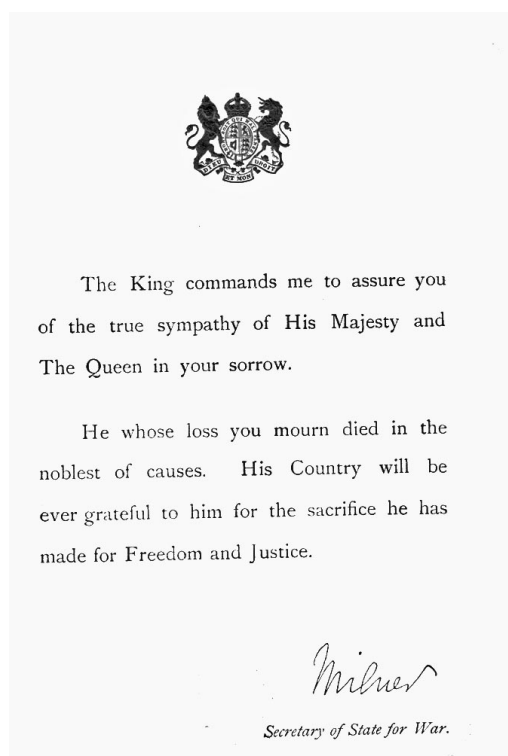 DIEU ET MON DROIT
The King commands me to assure you
of the true sympathy of His Majesty and
The Queen in your sorrow.
He whose loss you mourn died in the
noblest of causes. His Country will be
ever grateful to him for the sacrifice he has
made for Freedom and Justice.
Milner
Secretary of State for War.